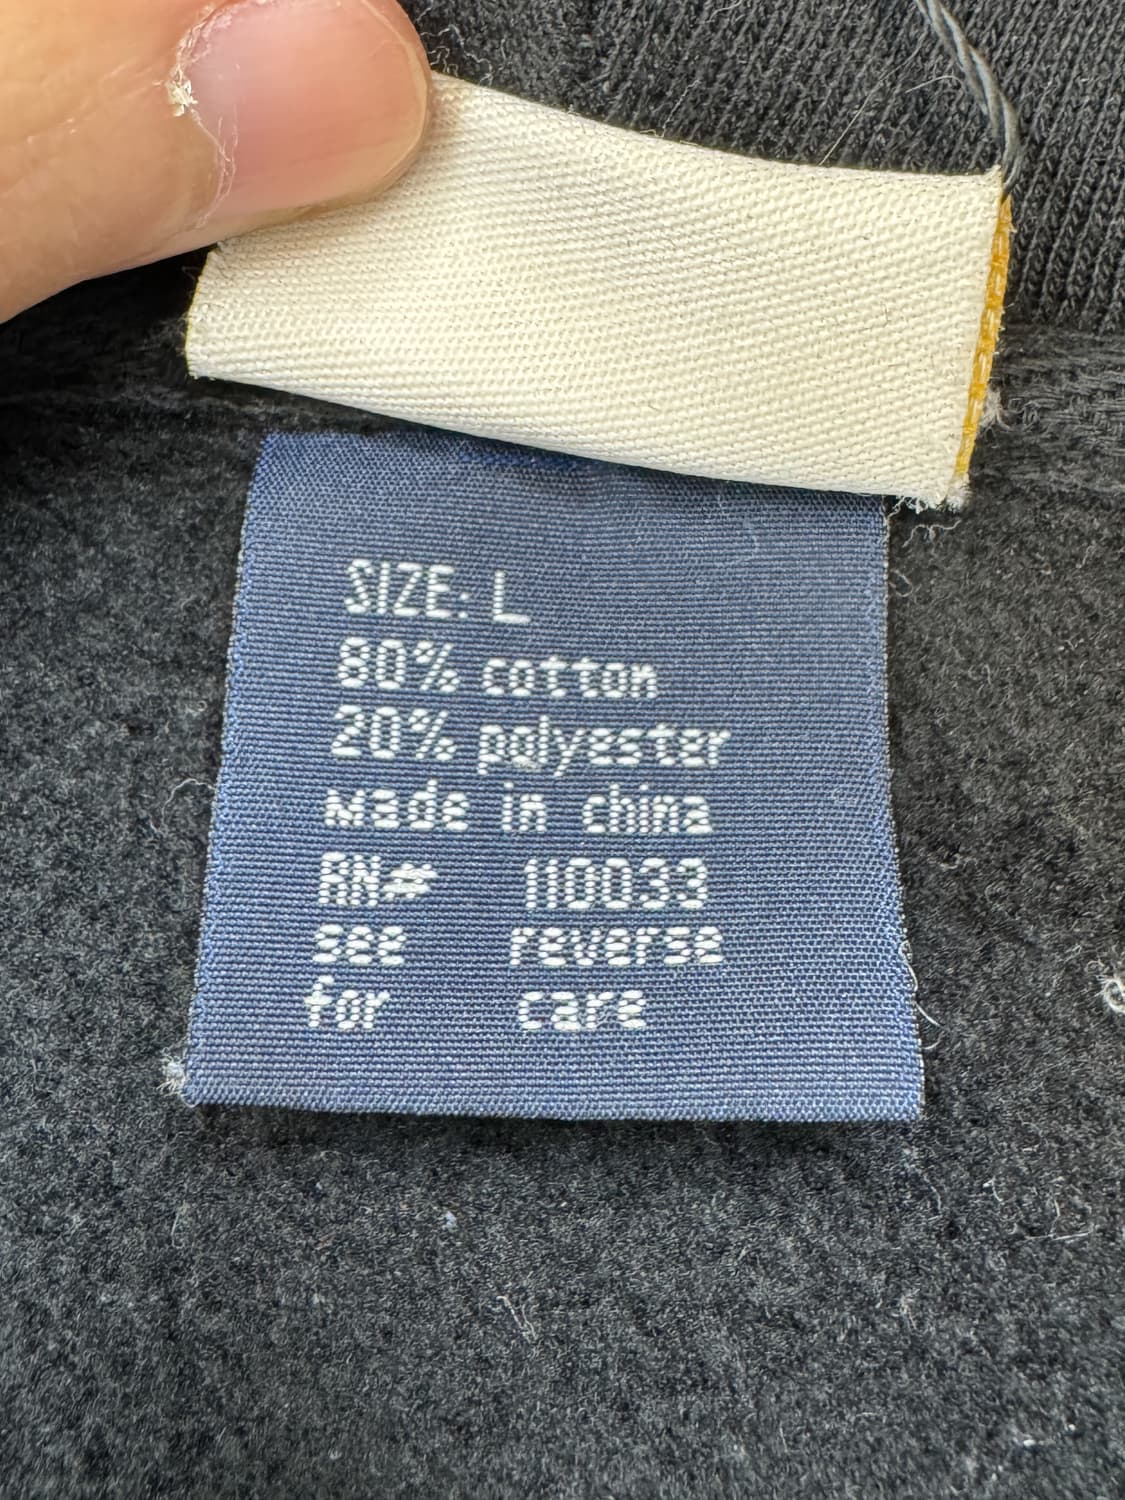 SIZE: L
80% cotton
20% polyester
Made in china
RN# 110033
see reverse
for care